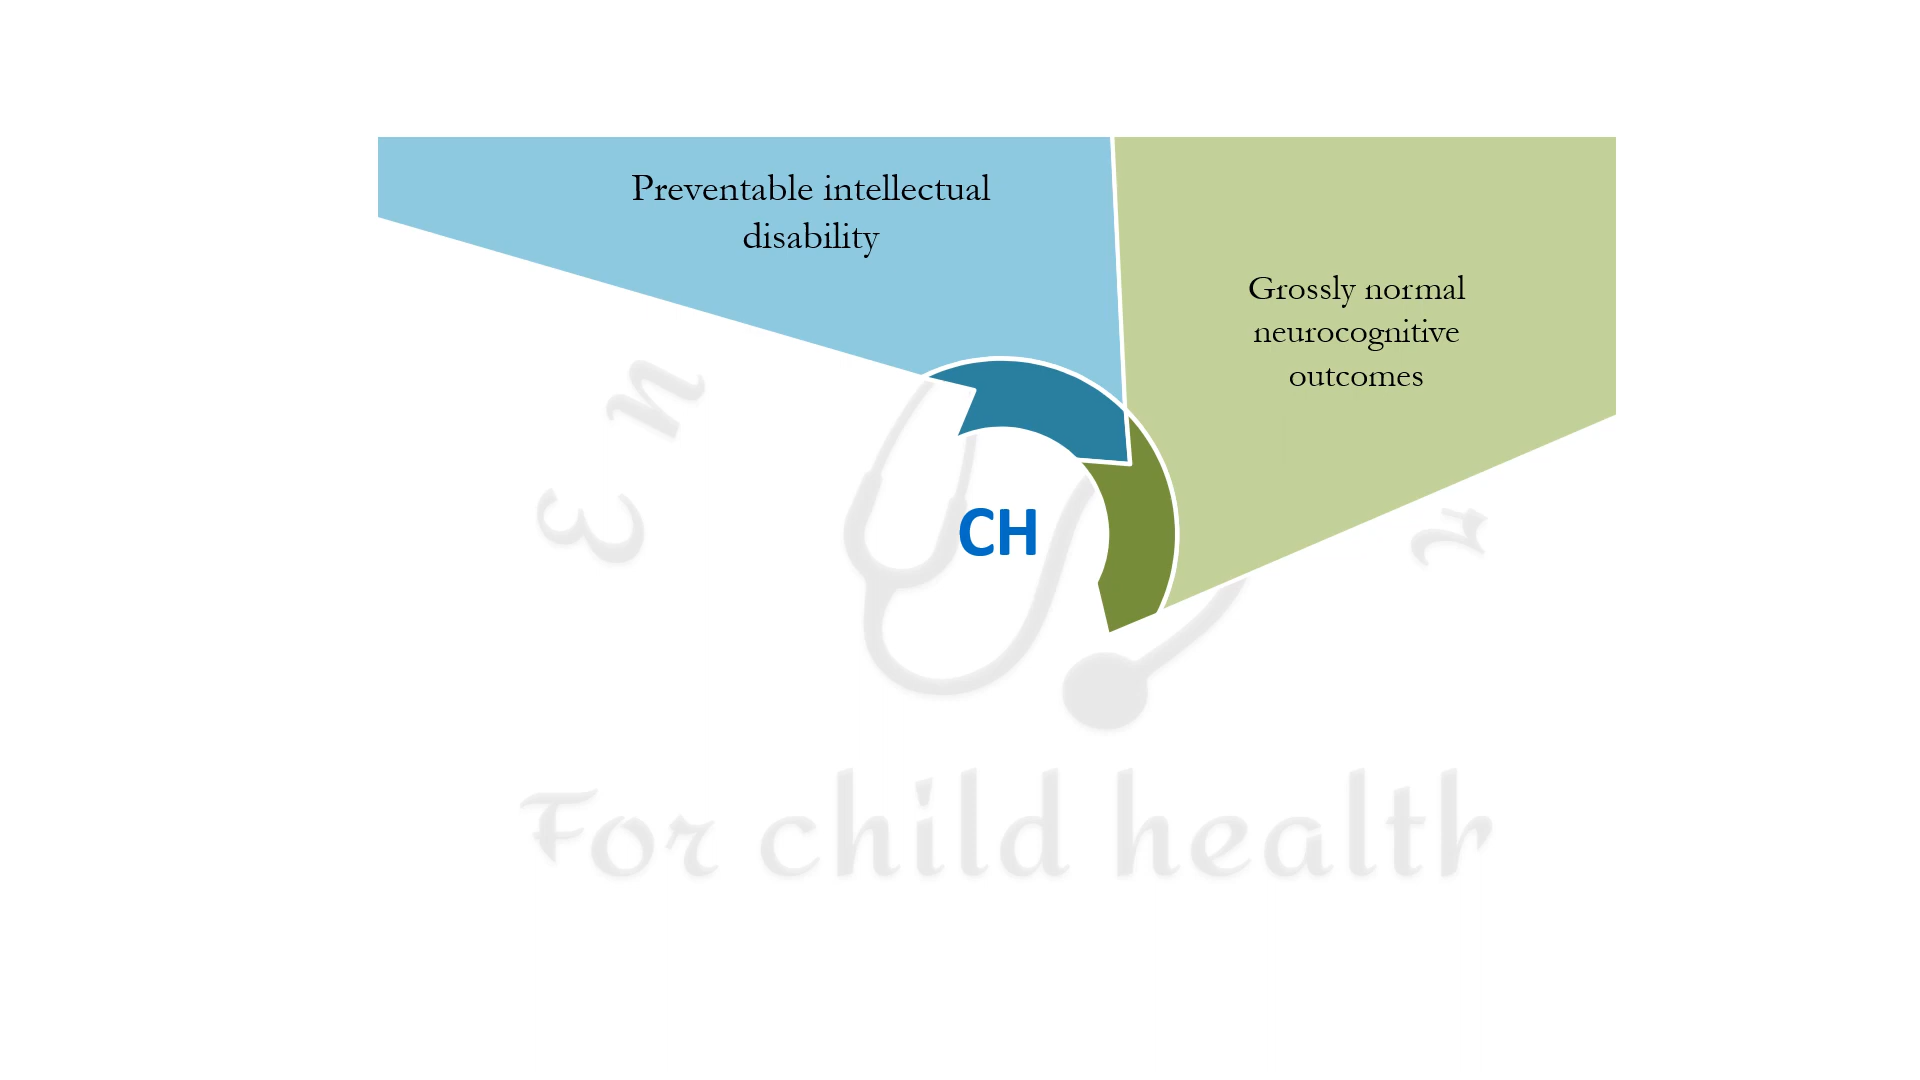 Preventable intellectual
disability
Grossly normal
neurocognitive
outcomes
CH
For child health